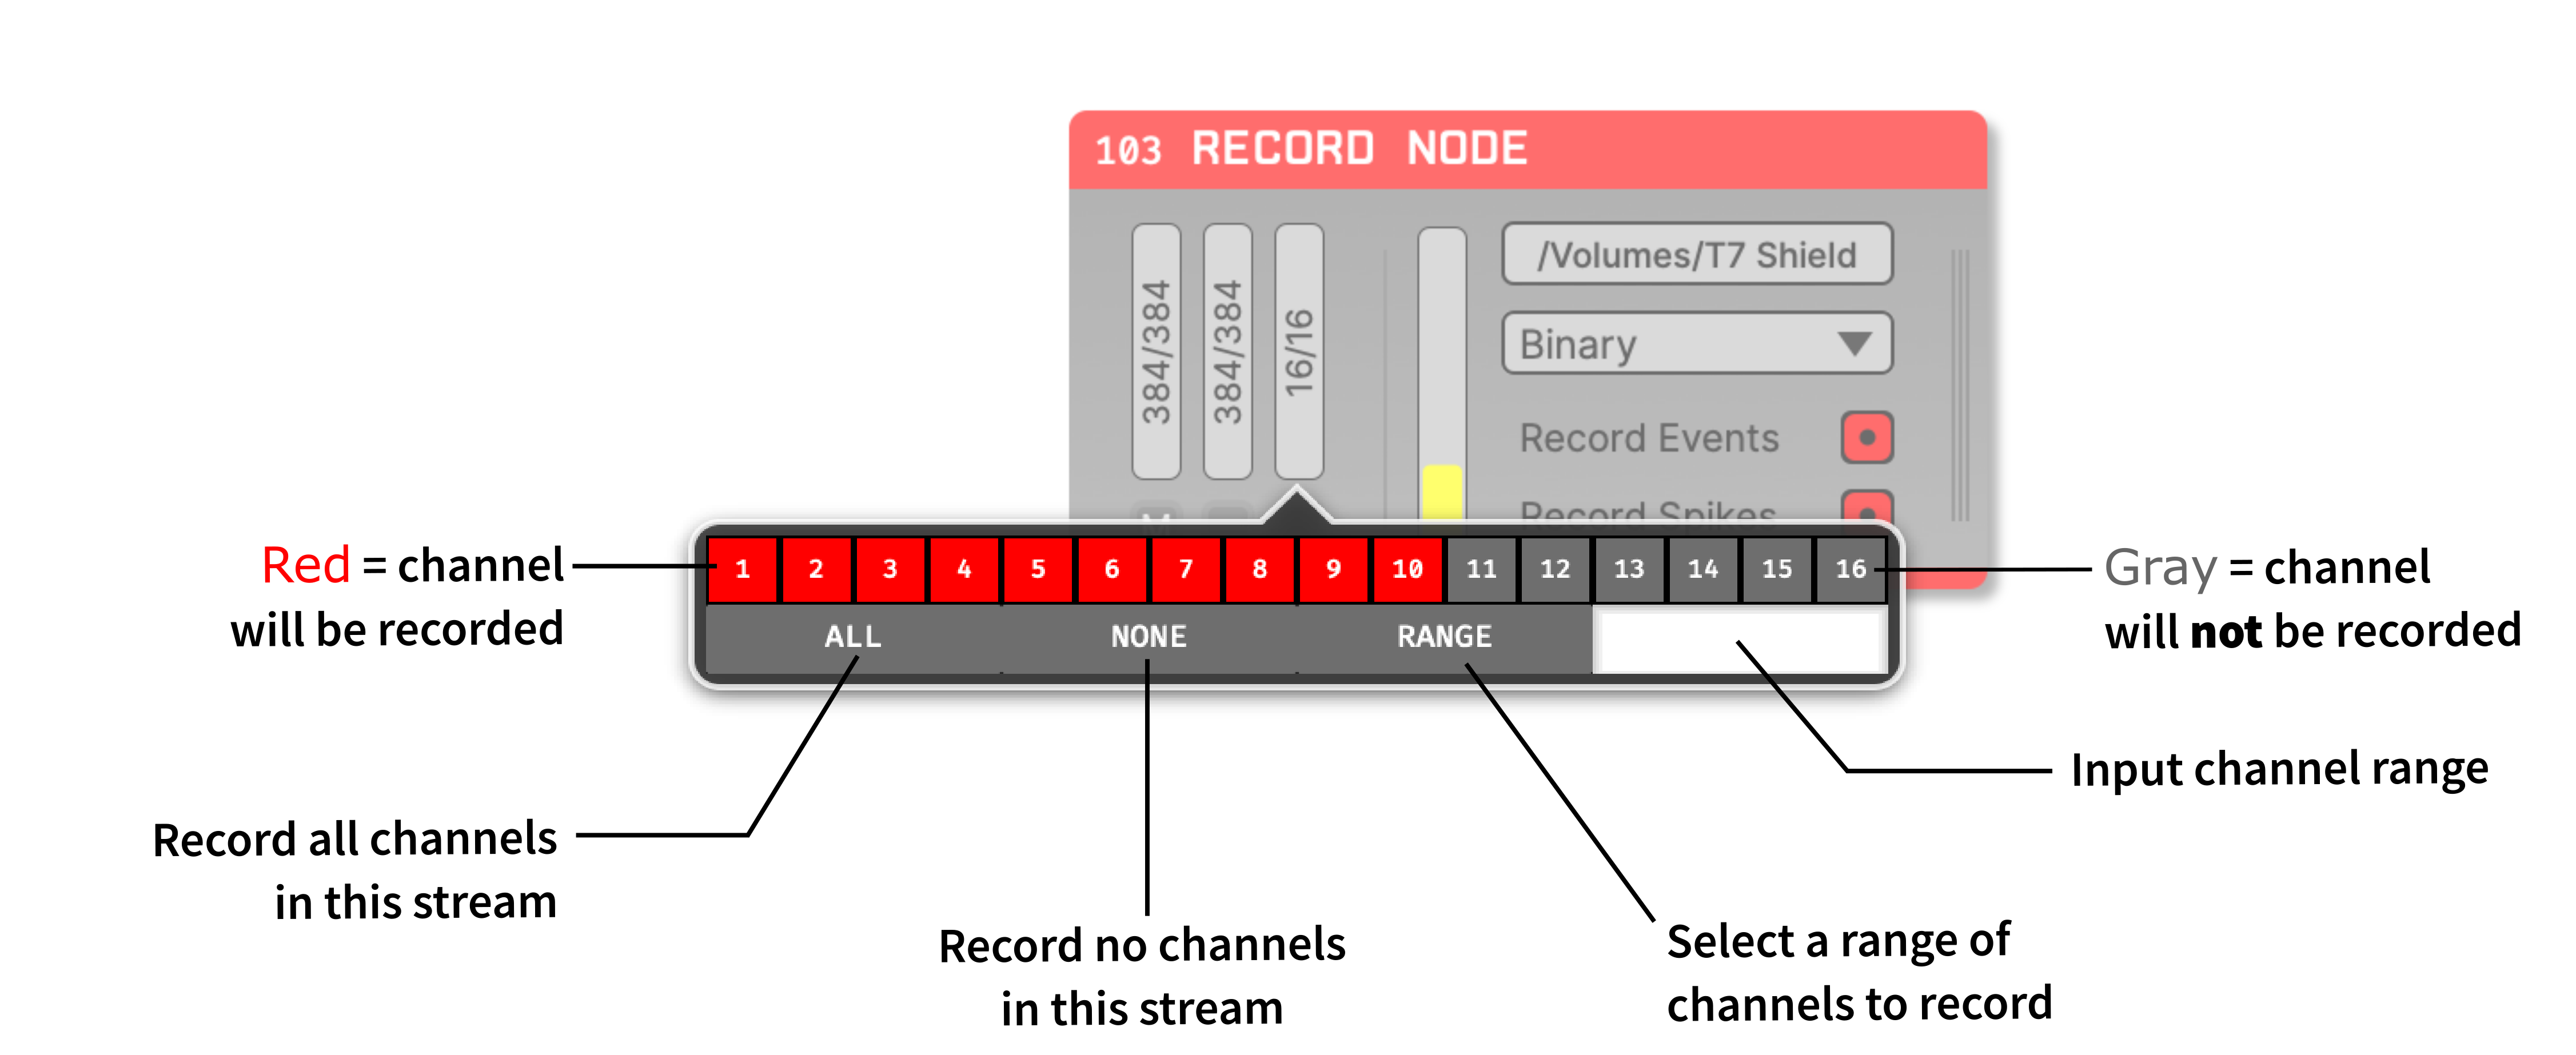 103 RECORD NODE
384/384
384/384
16/16
/Volumes/T7 Shield
Binary
Record Events
Record Spikes
1 2 3 4 5 6 7 8 9 10 11 12 13 14 15 16
ALL NONE RANGE
Red = channel
will be recorded
Gray = channel
will not be recorded
Input channel range
Record all channels
in this stream
Record no channels
in this stream
Select a range of
channels to record